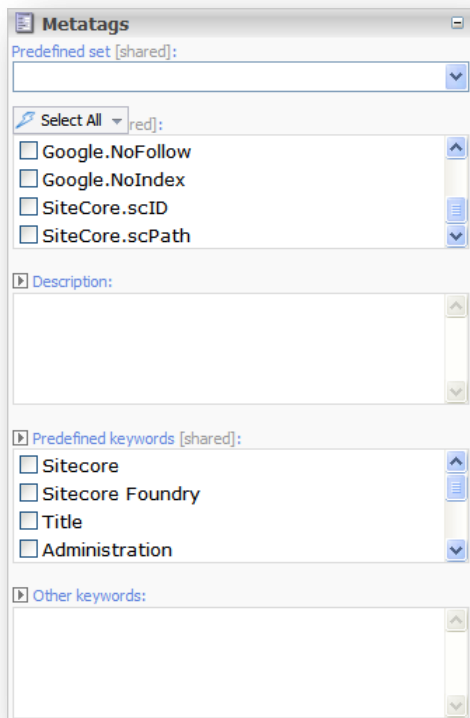 Metatags
Predefined set [shared]:
Select All
red]:
Google.NoFollow
Google.NoIndex
SiteCore.scID
SiteCore.scPath
Description:
Predefined keywords [shared]:
Sitecore
Sitecore Foundry
Title
Administration
Other keywords: